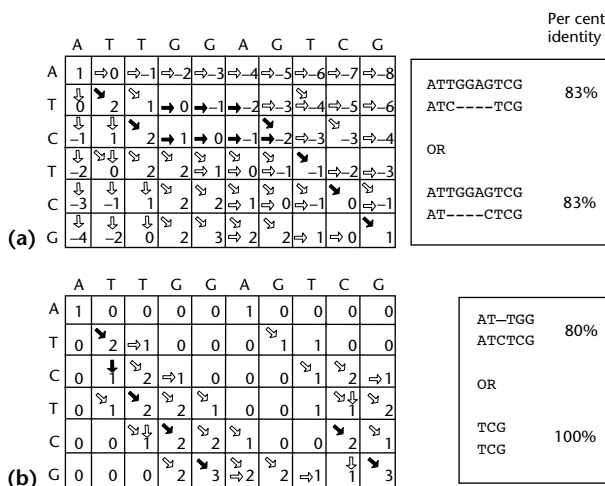 Per cent
identity
A T T G G A G T C G
A 1 0 −1 −2 −3 −4 −5 −6 −7 −8
T 0 2 1 0 −1 −2 −3 −4 −5 −6
C −1 1 2 1 0 −1 −2 −3 −3 −4
T −2 0 2 2 1 0 −1 −1 −2 −3
C −3 −1 1 2 2 1 0 −1 0 −1
(a) G −4 −2 0 2 3 2 2 1 0 1
ATTGGAGTCG 83%
ATC----TCG
OR
ATTGGAGTCG 83%
AT----CTCG
A T T G G A G T C G
A 1 0 0 0 0 1 0 0 0 0
T 0 2 1 0 0 0 1 1 0 0
C 0 1 2 1 0 0 0 1 2 1
T 0 1 2 2 1 0 0 1 1 2
C 0 0 1 2 2 1 0 0 2 1
(b) G 0 0 0 2 3 2 2 1 1 3
AT–TGG 80%
ATCTCG
OR
TCG 100%
TCG